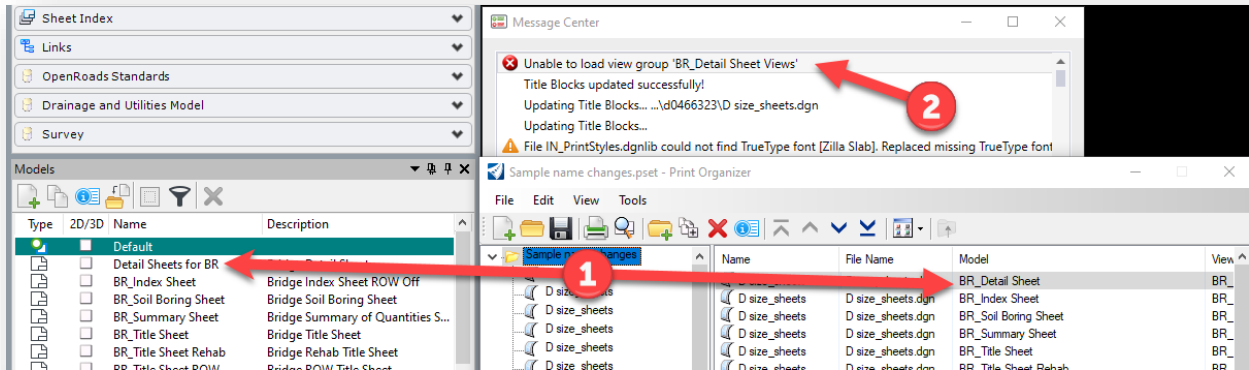 Sheet Index
Links
OpenRoads Standards
Drainage and Utilities Model
Survey
Message Center
Unable to load view group 'BR_Detail Sheet Views'
Title Blocks updated successfully!
Updating Title Blocks... ...\d0466323\D size_sheets.dgn
Updating Title Blocks...
File IN_PrintStyles.dgnlib could not find TrueType font [Zilla Slab]. Replaced missing TrueType font
2
Models
Type 2D/3D Name Description
Default
Detail Sheets for BR
BR_Index Sheet Bridge Index Sheet ROW Off
BR_Soil Boring Sheet Bridge Soil Boring Sheet
BR_Summary Sheet Bridge Summary of Quantities S...
BR_Title Sheet Bridge Title Sheet
BR_Title Sheet Rehab Bridge Rehab Title Sheet
BR_Title Sheet ROW Bridge ROW Title Sheet
Sample name changes.pset - Print Organizer
File Edit View Tools
Sample name changes
1
D size_sheets
D size_sheets
D size_sheets
D size_sheets
D size_sheets
Name File Name Model View
BR_Detail Sheet BR_
D size_sheets D size_sheets.dgn BR_Index Sheet BR_
D size_sheets D size_sheets.dgn BR_Soil Boring Sheet BR_
D size_sheets D size_sheets.dgn BR_Summary Sheet BR_
D size_sheets D size_sheets.dgn BR_Title Sheet BR_
D size_sheets D size_sheets.dgn BR_Title Sheet Rehab BR